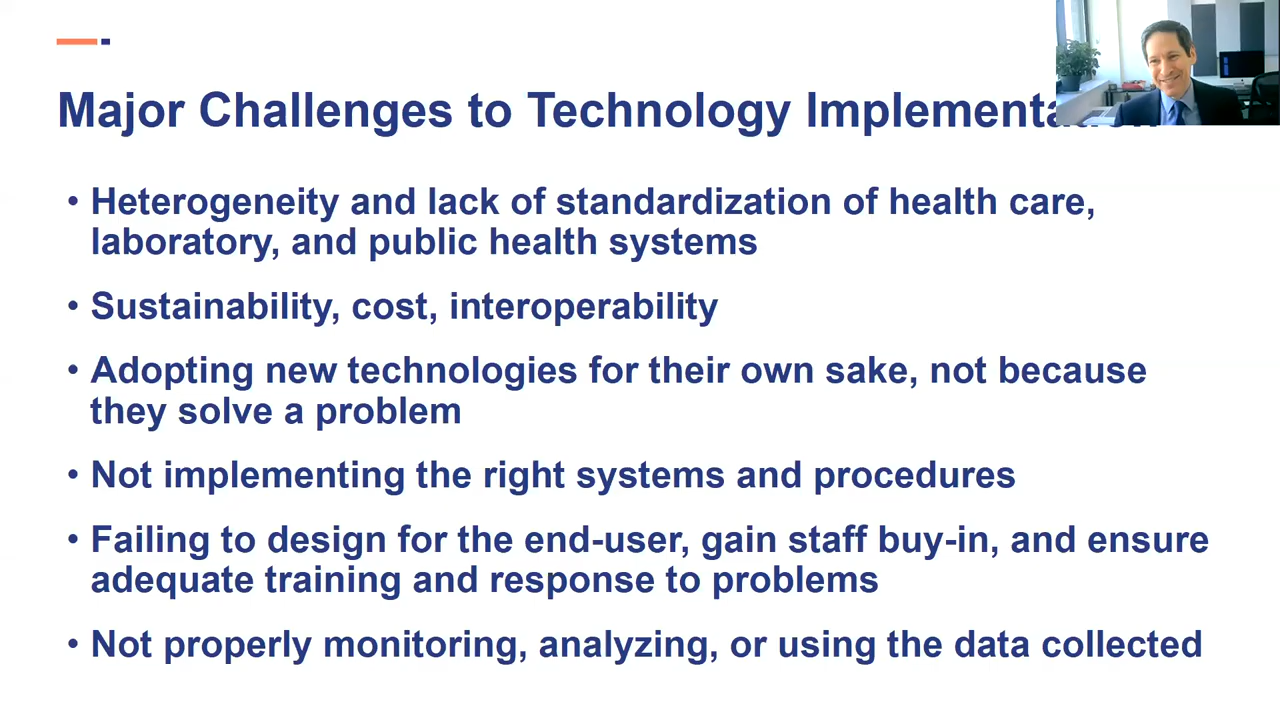 Major Challenges to Technology
• Heterogeneity and lack of standardization of health care,
laboratory, and public health systems
• Sustainability, cost, interoperability
• Adopting new technologies for their own sake, not because
they solve a problem
• Not implementing the right systems and procedures
• Failing to design for the end-user, gain staff buy-in, and ensure
adequate training and response to problems
• Not properly monitoring, analyzing, or using the data collected